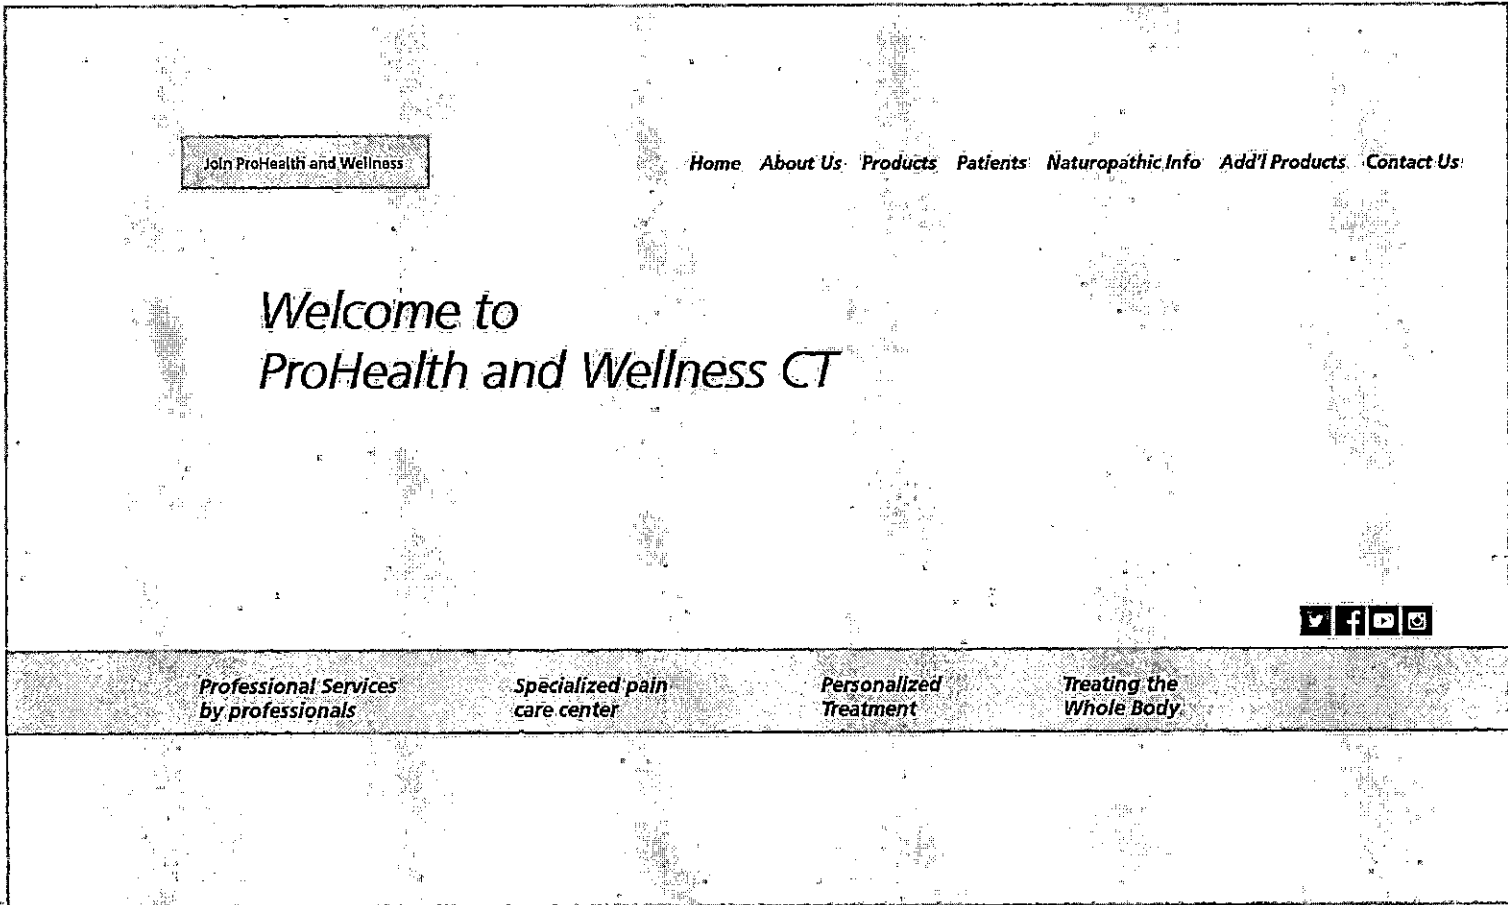 Join ProHealth and Wellness
Home About Us Products Patients Naturopathic Info Add'l Products Contact Us
Welcome to
ProHealth and Wellness CT
Professional Services
by professionals
Specialized pain
care center
Personalized
Treatment
Treating the
Whole Body